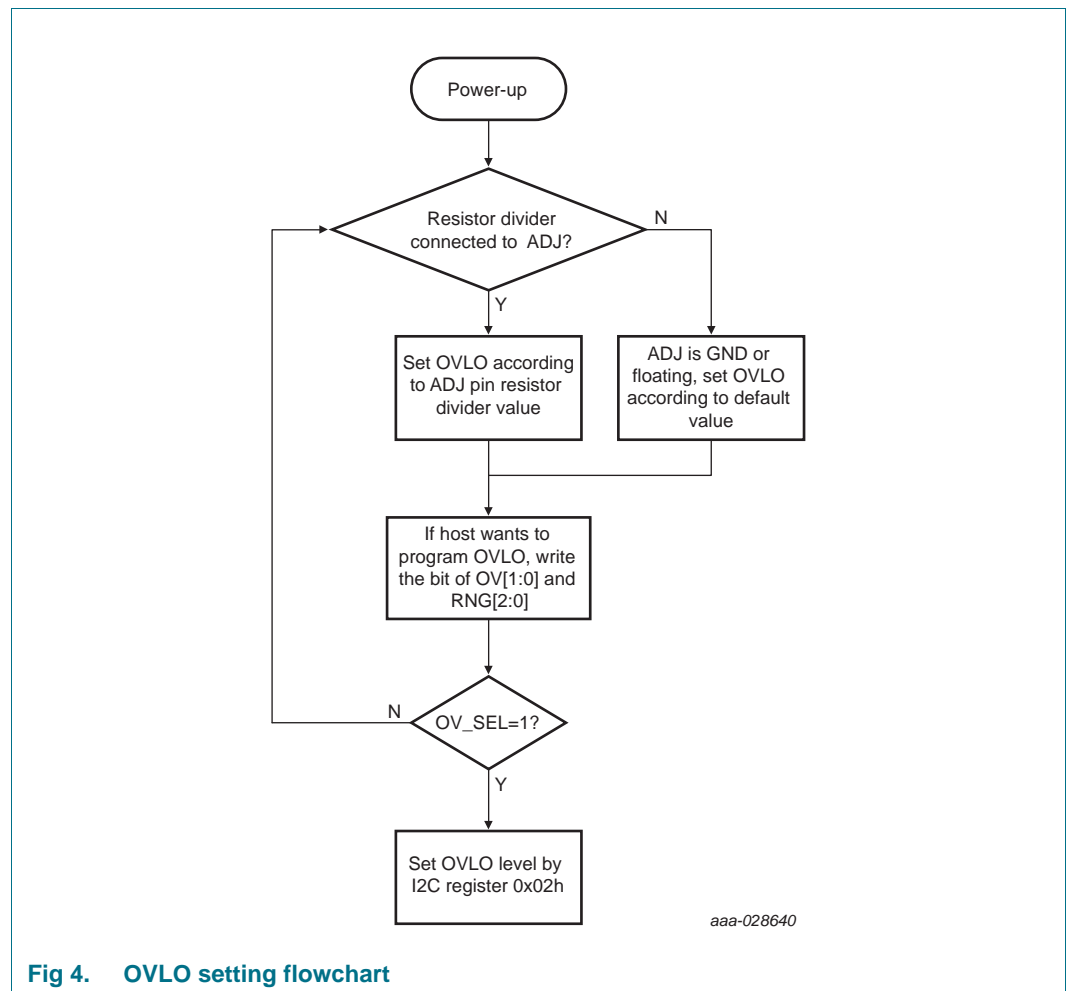 Power-up
Resistor divider
connected to ADJ?
N
Y
Set OVLO according
to ADJ pin resistor
divider value
ADJ is GND or
floating, set OVLO
according to default
value
If host wants to
program OVLO, write
the bit of OV[1:0] and
RNG[2:0]
N
OV_SEL=1?
Y
Set OVLO level by
I2C register 0x02h
aaa-028640
Fig 4. OVLO setting flowchart